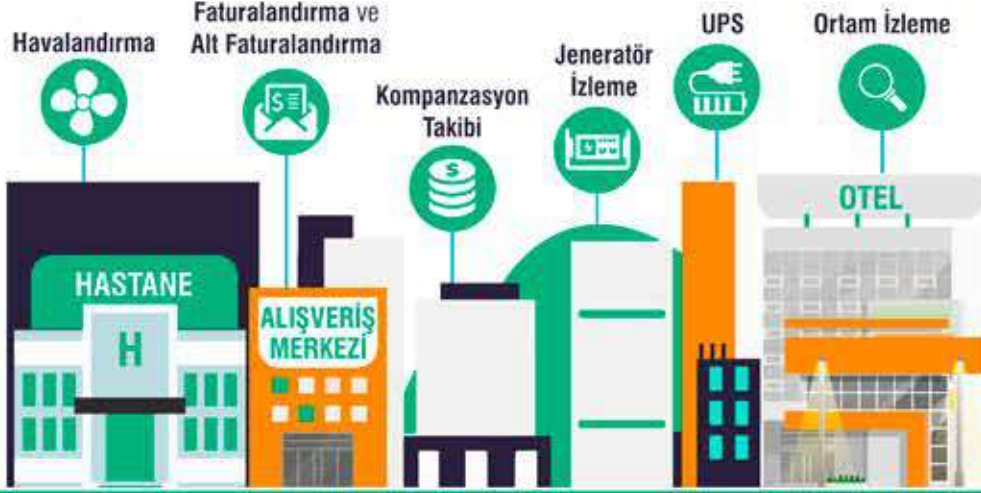 Havalandırma
Faturalandırma ve
Alt Faturalandırma
Kompanzasyon
Takibi
Jeneratör
İzleme
UPS
Ortam İzleme
HASTANE
H
ALIŞVERİŞ
MERKEZİ
OTEL
$
$